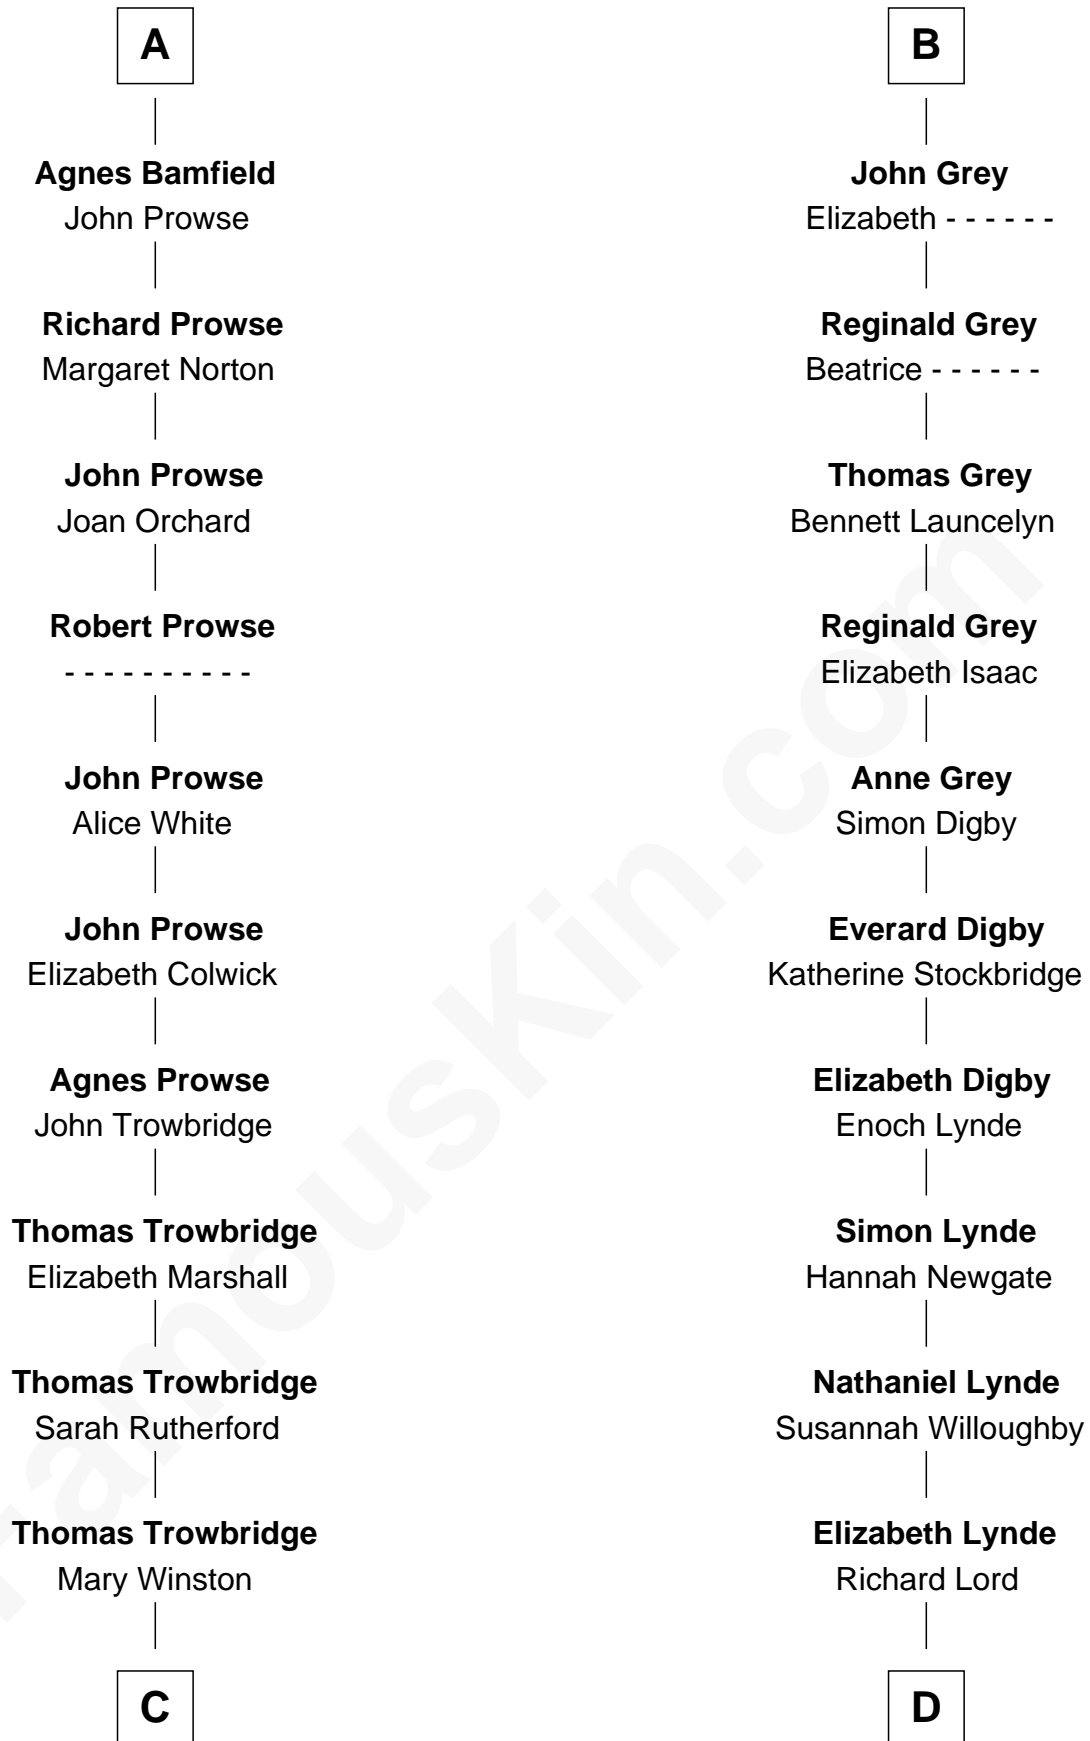 A
Agnes Bamfield
John Prowse
Richard Prowse
Margaret Norton
John Prowse
Joan Orchard
Robert Prowse
- - - - - - - - - -
John Prowse
Alice White
John Prowse
Elizabeth Colwick
Agnes Prowse
John Trowbridge
Thomas Trowbridge
Elizabeth Marshall
Thomas Trowbridge
Sarah Rutherford
Thomas Trowbridge
Mary Winston
C
B
John Grey
Elizabeth - - - - - -
Reginald Grey
Beatrice - - - - - -
Thomas Grey
Bennett Launcelyn
Reginald Grey
Elizabeth Isaac
Anne Grey
Simon Digby
Everard Digby
Katherine Stockbridge
Elizabeth Digby
Enoch Lynde
Simon Lynde
Hannah Newgate
Nathaniel Lynde
Susannah Willoughby
Elizabeth Lynde
Richard Lord
D
FamousKin.com